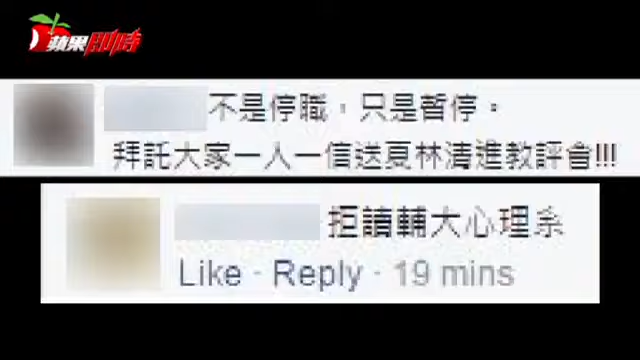 蘋果即時
不是停職，只是暫停。
拜託大家一人一信送夏林清進教評會!!!
拒讀輔大心理系
Like · Reply · 19 mins